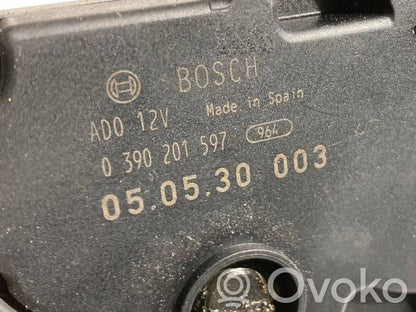 BOSCH
ADO 12V Made in Spain
0 390 201 597 964
05.05.30 003
Ovoko